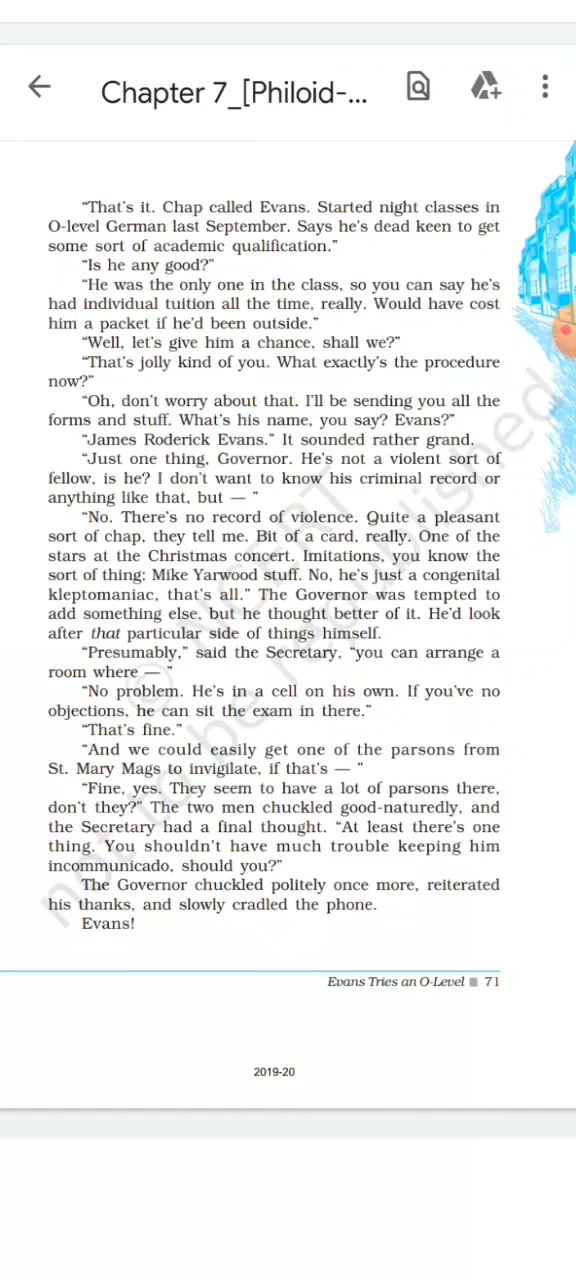 Chapter 7_[Philoid-...
"That's it. Chap called Evans. Started night classes in
O-level German last September. Says he's dead keen to get
some sort of academic qualification."
"Is he any good?"
"He was the only one in the class, so you can say he's
had individual tuition all the time, really. Would have cost
him a packet if he'd been outside."
"Well, let's give him a chance, shall we?"
"That's jolly kind of you. What exactly's the procedure
now?"
"Oh, don't worry about that. I'll be sending you all the
forms and stuff. What's his name, you say? Evans?"
"James Roderick Evans." It sounded rather grand.
"Just one thing, Governor. He's not a violent sort of
fellow, is he? I don't want to know his criminal record or
anything like that, but — "
"No. There's no record of violence. Quite a pleasant
sort of chap, they tell me. Bit of a card, really. One of the
stars at the Christmas concert. Imitations, you know the
sort of thing: Mike Yarwood stuff. No, he's just a congenital
kleptomaniac, that's all." The Governor was tempted to
add something else, but he thought better of it. He'd look
after that particular side of things himself.
"Presumably," said the Secretary, "you can arrange a
room where — "
"No problem. He's in a cell on his own. If you've no
objections, he can sit the exam in there."
"That's fine."
"And we could easily get one of the parsons from
St. Mary Mags to invigilate, if that's — "
"Fine, yes. They seem to have a lot of parsons there,
don't they?" The two men chuckled good-naturedly, and
the Secretary had a final thought. "At least there's one
thing. You shouldn't have much trouble keeping him
incommunicado, should you?"
The Governor chuckled politely once more, reiterated
his thanks, and slowly cradled the phone.
Evans!
Evans Tries an O-Level ■ 71
2019-20
© NCERT
not to be republished